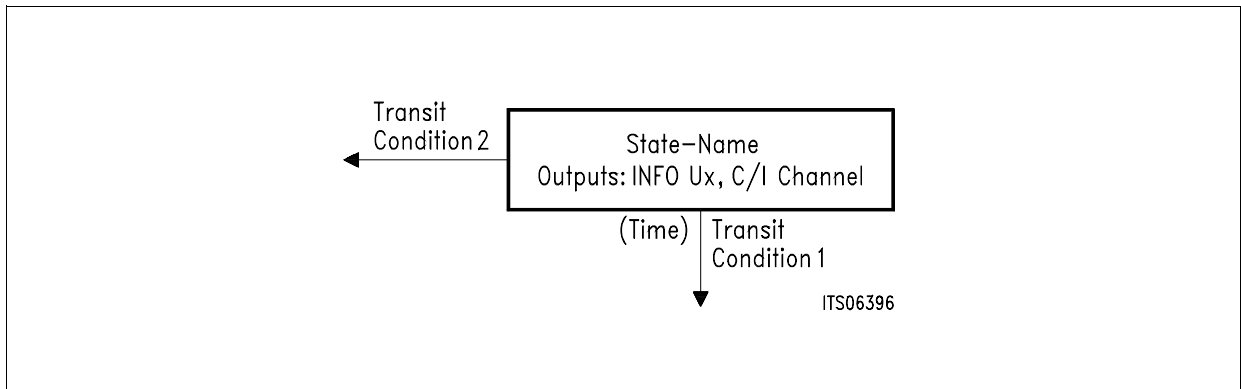 Transit
Condition 2
State-Name
Outputs: INFO Ux, C/I Channel
(Time)
Transit
Condition 1
ITS06396